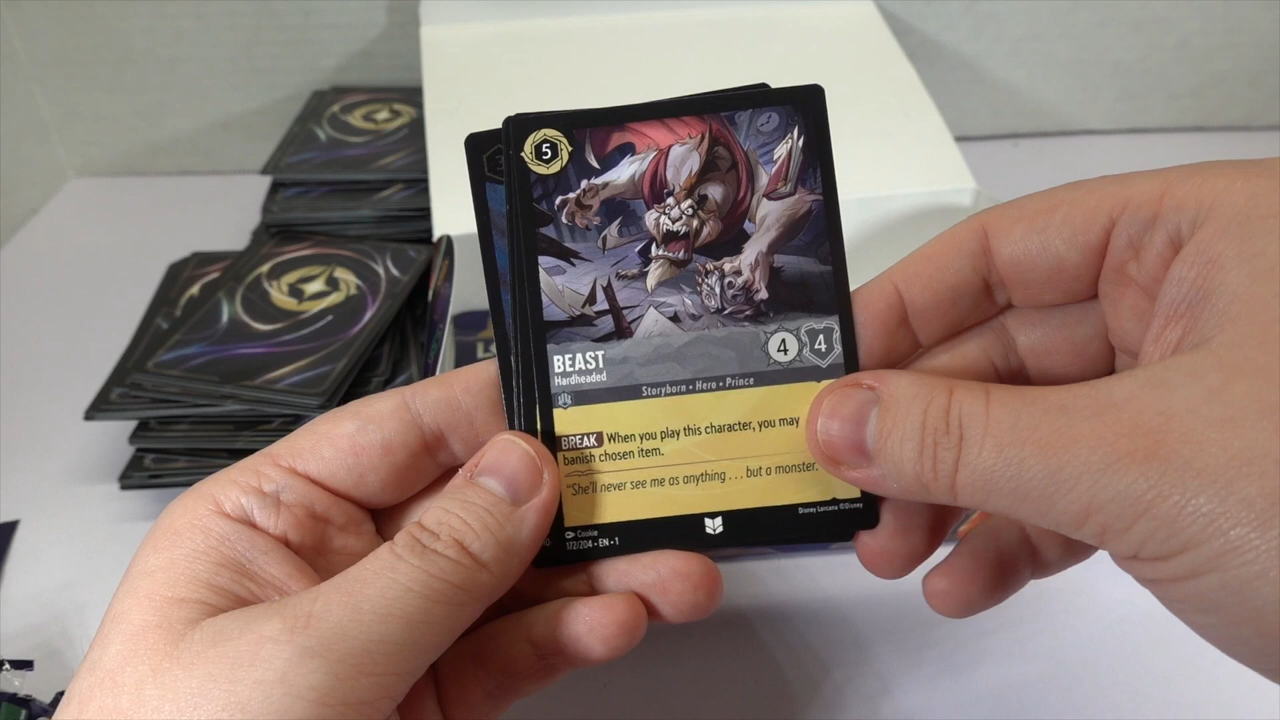 5
3
BEAST
Hardheaded
4
4
Storyborn • Hero • Prince
BREAK When you play this character, you may
banish chosen item.
"She'll never see me as anything . . . but a monster.
Cookie
172/204 • EN • 1
Disney Lorcana ©Disney